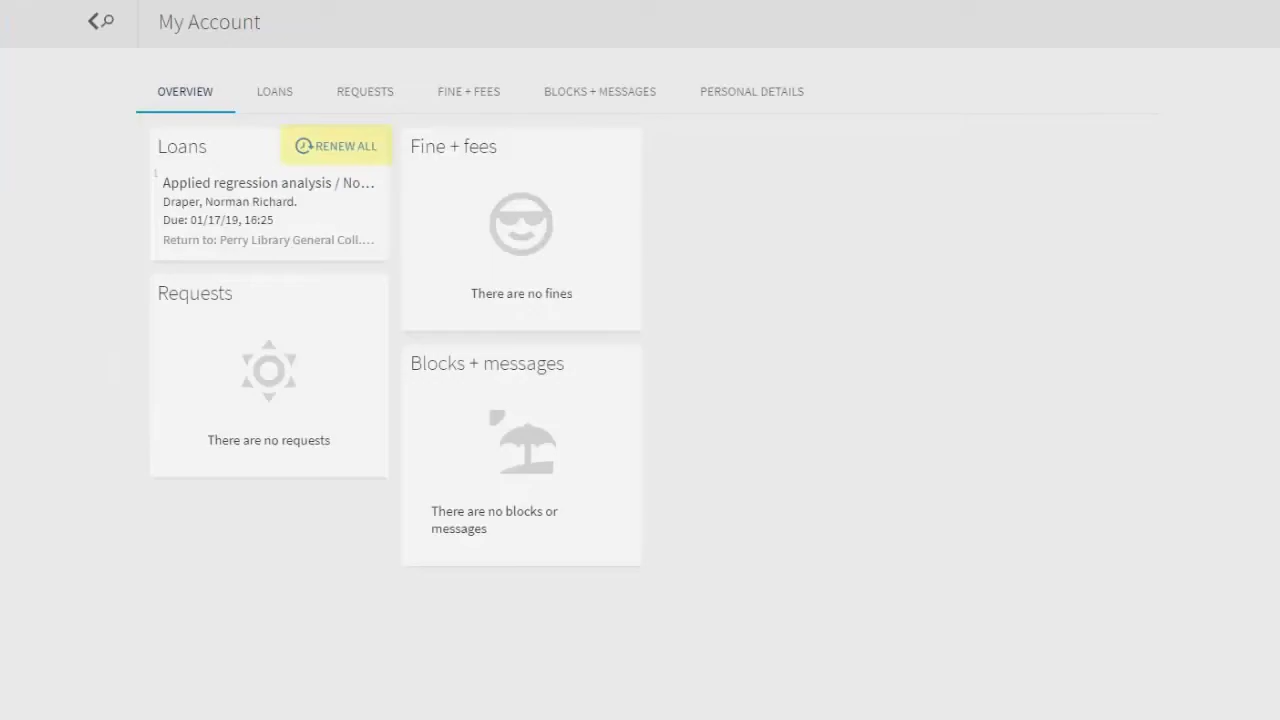 My Account
OVERVIEW LOANS REQUESTS FINE + FEES BLOCKS + MESSAGES PERSONAL DETAILS
Loans
RENEW ALL
1
Applied regression analysis / No...
Draper, Norman Richard.
Due: 01/17/19, 16:25
Return to: Perry Library General Coll....
Requests
There are no requests
Fine + fees
There are no fines
Blocks + messages
There are no blocks or
messages